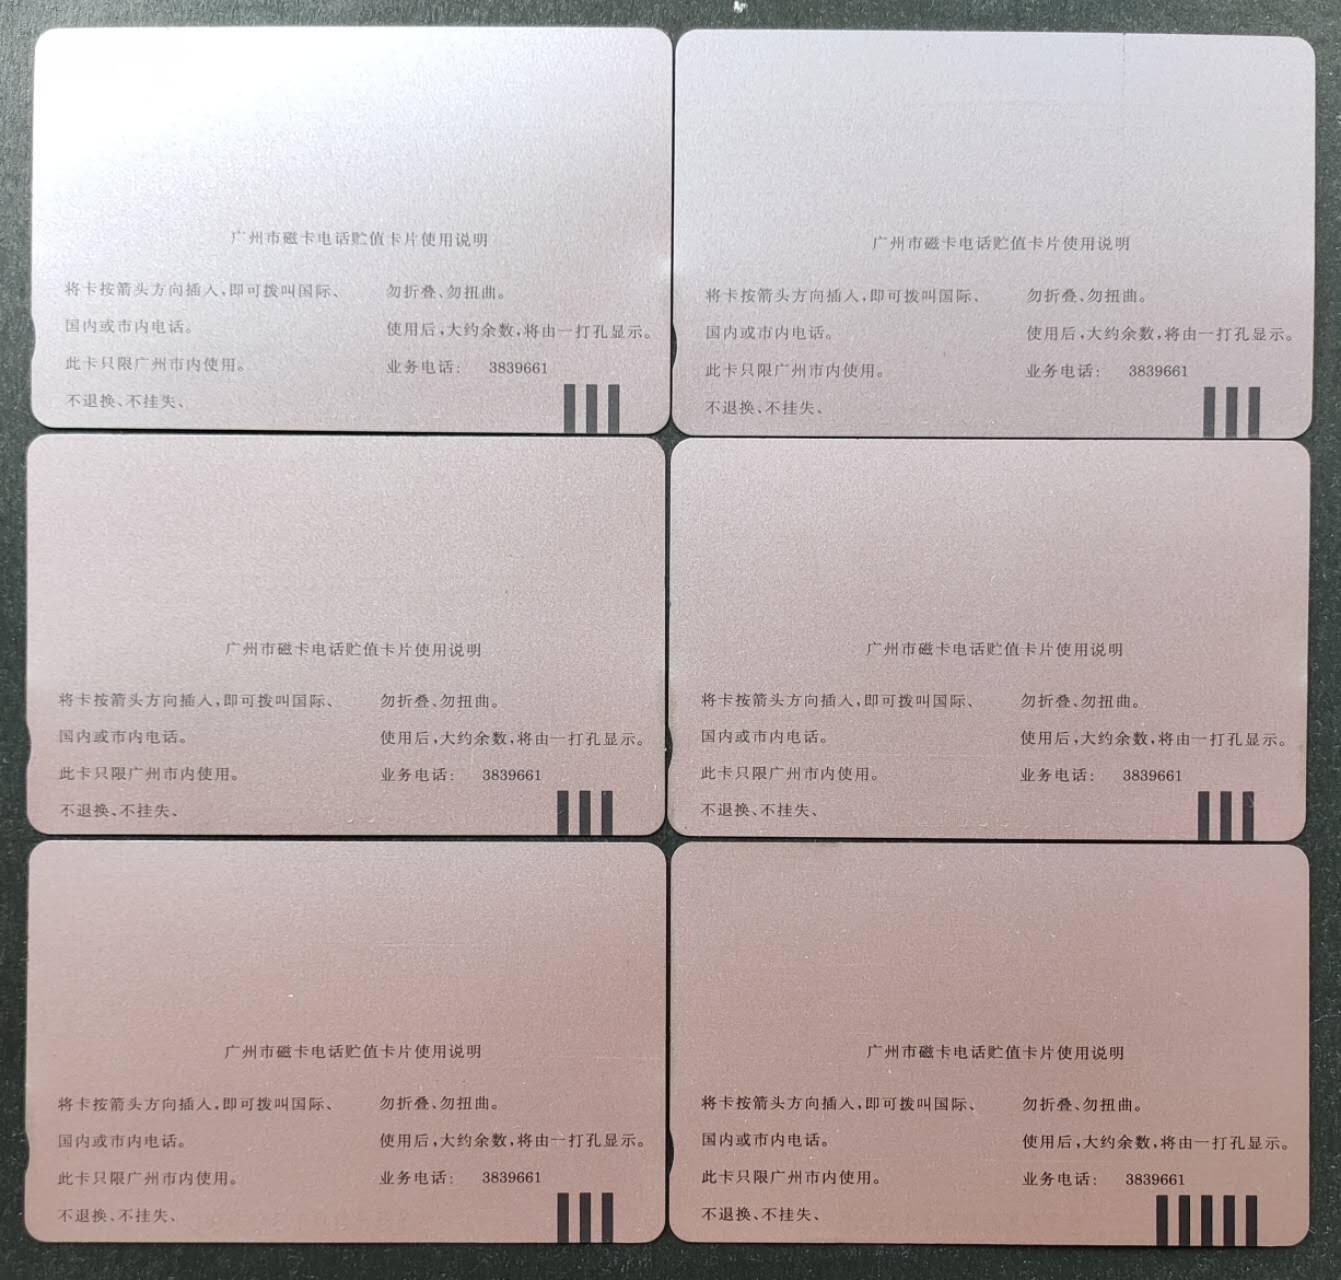 广州市磁卡电话贮值卡片使用说明
将卡按箭头方向插入,即可拨叫国际、
国内或市内电话。
此卡只限广州市内使用。
不退换、不挂失、
勿折叠、勿扭曲。
使用后,大约余数,将由一打孔显示。
业务电话: 3839661
广州市磁卡电话贮值卡片使用说明
将卡按箭头方向插入,即可拨叫国际、
国内或市内电话。
此卡只限广州市内使用。
不退换、不挂失、
勿折叠、勿扭曲。
使用后,大约余数,将由一打孔显示。
业务电话: 3839661
广州市磁卡电话贮值卡片使用说明
将卡按箭头方向插入,即可拨叫国际、
国内或市内电话。
此卡只限广州市内使用。
不退换、不挂失、
勿折叠、勿扭曲。
使用后,大约余数,将由一打孔显示。
业务电话: 3839661
广州市磁卡电话贮值卡片使用说明
将卡按箭头方向插入,即可拨叫国际、
国内或市内电话。
此卡只限广州市内使用。
不退换、不挂失、
勿折叠、勿扭曲。
使用后,大约余数,将由一打孔显示。
业务电话: 3839661
广州市磁卡电话贮值卡片使用说明
将卡按箭头方向插入,即可拨叫国际、
国内或市内电话。
此卡只限广州市内使用。
不退换、不挂失、
勿折叠、勿扭曲。
使用后,大约余数,将由一打孔显示。
业务电话: 3839661
广州市磁卡电话贮值卡片使用说明
将卡按箭头方向插入,即可拨叫国际、
国内或市内电话。
此卡只限广州市内使用。
不退换、不挂失、
勿折叠、勿扭曲。
使用后,大约余数,将由一打孔显示。
业务电话: 3839661